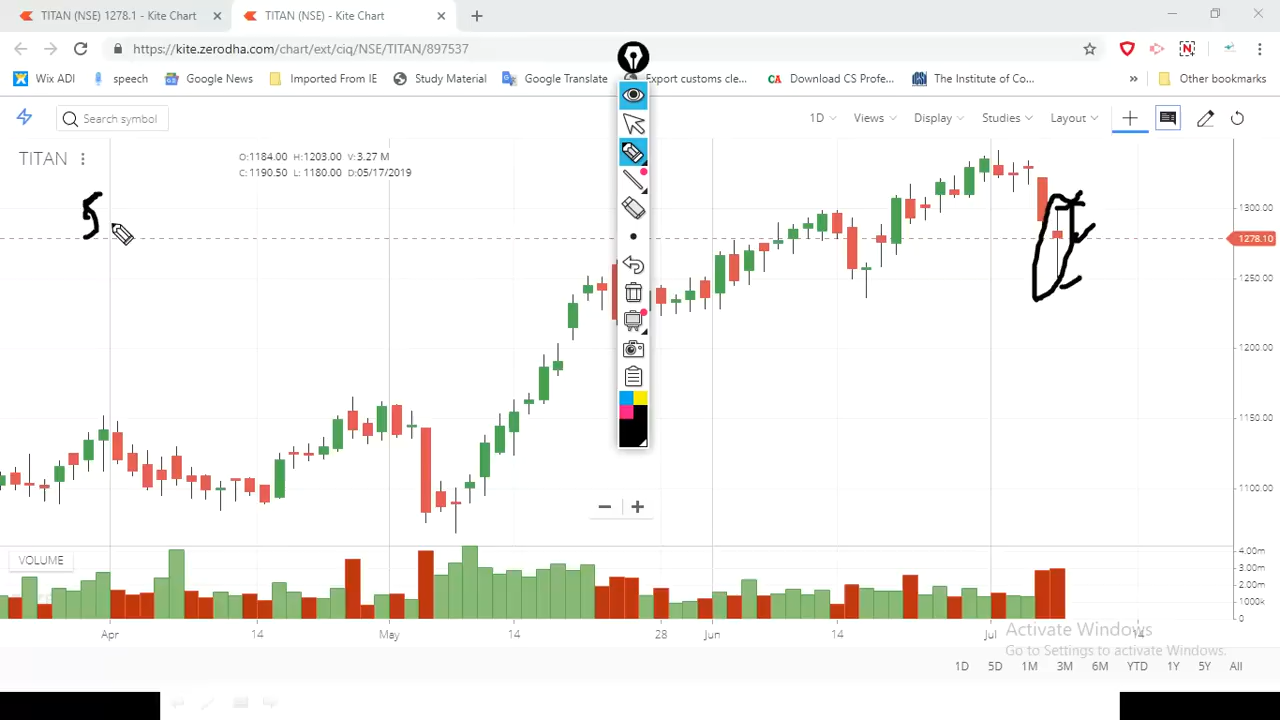 TITAN (NSE) 1278.1 - Kite Chart
TITAN (NSE) - Kite Chart
https://kite.zerodha.com/chart/ext/ciq/NSE/TITAN/897537
Wix ADI
speech
Google News
Imported From IE
Study Material
Google Translate
Export customs cle...
CA Download CS Profe...
The Institute of Co...
Other bookmarks
Search symbol
1D
Views
Display
Studies
Layout
TITAN
O:1184.00 H:1203.00 V:3.27 M
C:1190.50 L: 1180.00 D:05/17/2019
5
1300.00
1278.10
1250.00
1200.00
1150.00
1100.00
VOLUME
4.00m
3.00m
2.00m
1000k
0
Apr
14
May
14
28
Jun
14
Jul
14
Activate Windows
Go to Settings to activate Windows.
1D
5D
1M
3M
6M
YTD
1Y
5Y
All